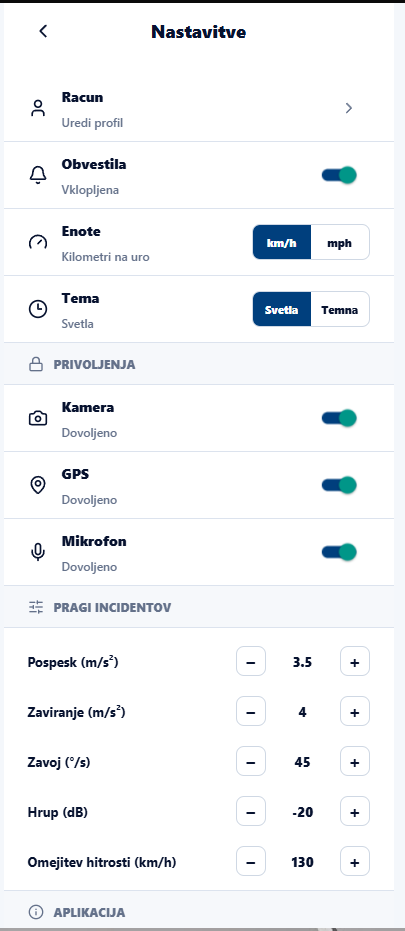 Nastavitve
Racun
Uredi profil
Obvestila
Vklopljena
Enote
Kilometri na uro
km/h
mph
Tema
Svetla
Svetla
Temna
PRIVOLJENJA
Kamera
Dovoljeno
GPS
Dovoljeno
Mikrofon
Dovoljeno
PRAGI INCIDENTOV
Pospesk (m/s²) − 3.5 +
Zaviranje (m/s²) − 4 +
Zavoj (°/s) − 45 +
Hrup (dB) − -20 +
Omejitev hitrosti (km/h) − 130 +
APLIKACIJA